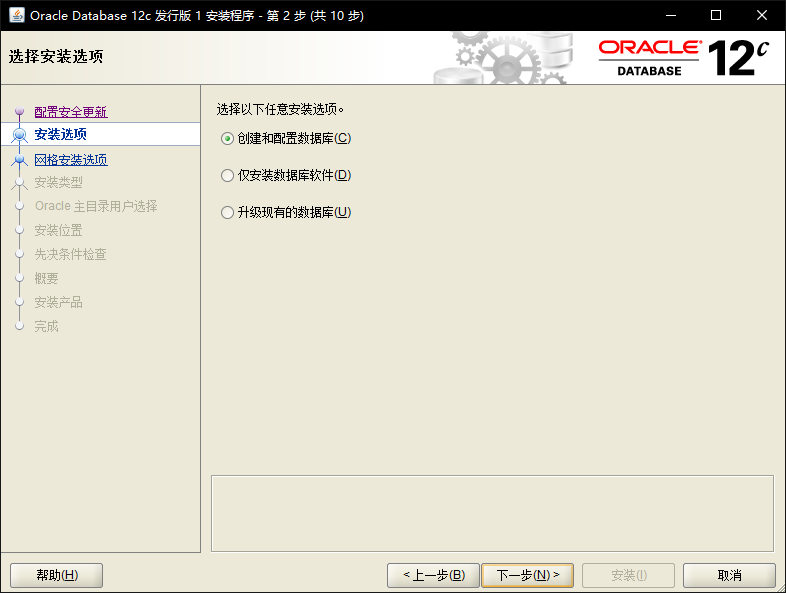 Oracle Database 12c 发行版 1 安装程序 - 第 2 步 (共 10 步)
选择安装选项
ORACLE®
DATABASE
12c
配置安全更新
安装选项
网格安装选项
安装类型
Oracle 主目录用户选择
安装位置
先决条件检查
概要
安装产品
完成
选择以下任意安装选项。
创建和配置数据库(C)
仅安装数据库软件(D)
升级现有的数据库(U)
帮助(H)
< 上一步(B)
下一步(N) >
安装(I)
取消